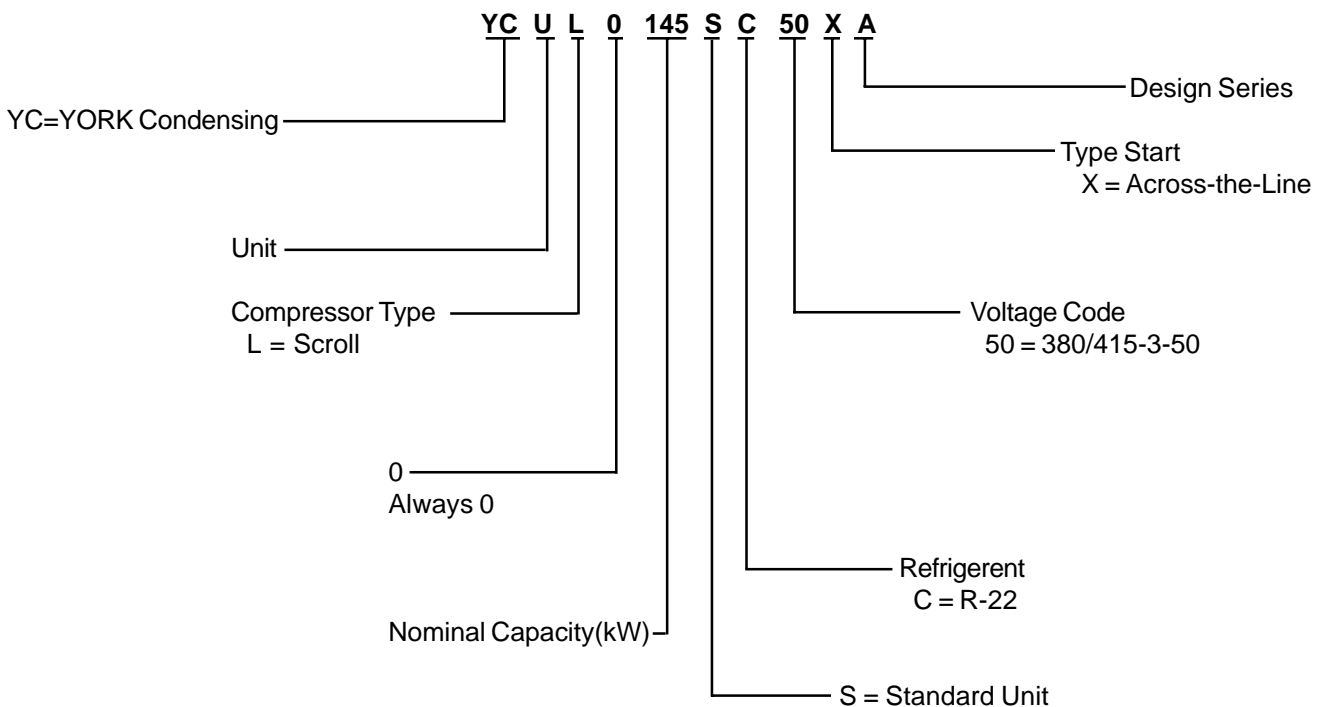 YC U L 0 145 S C 50 X A
Design Series
YC=YORK Condensing
Type Start
X = Across-the-Line
Unit
Compressor Type
L = Scroll
Voltage Code
50 = 380/415-3-50
0
Always 0
Refrigerent
C = R-22
Nominal Capacity(kW)
S = Standard Unit